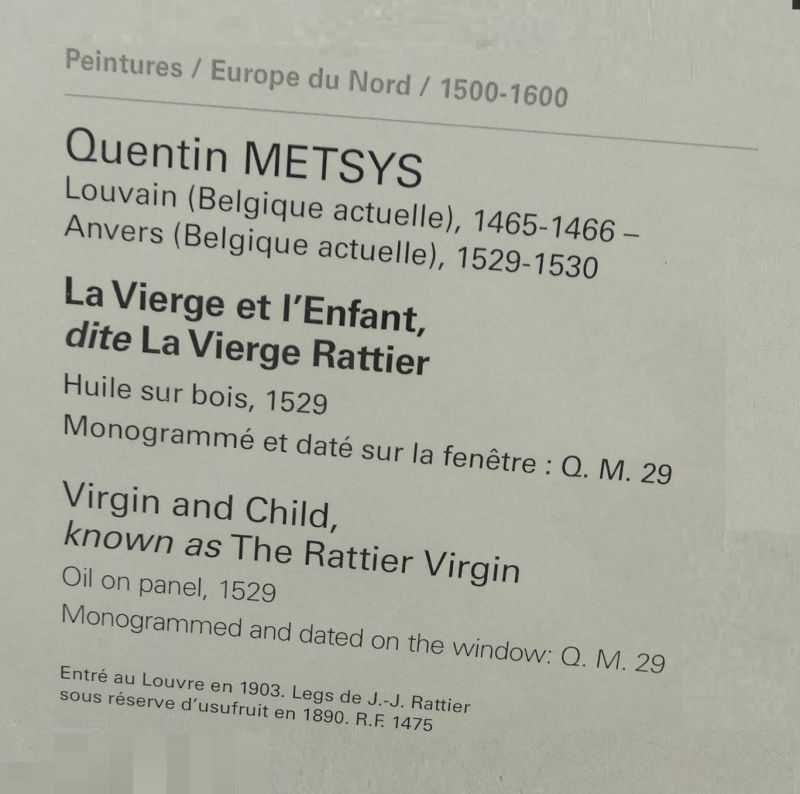 Peintures / Europe du Nord / 1500-1600
Quentin METSYS
Louvain (Belgique actuelle), 1465-1466 –
Anvers (Belgique actuelle), 1529-1530
La Vierge et l'Enfant,
dite La Vierge Rattier
Huile sur bois, 1529
Monogrammé et daté sur la fenêtre : Q. M. 29
Virgin and Child,
known as The Rattier Virgin
Oil on panel, 1529
Monogrammed and dated on the window: Q. M. 29
Entré au Louvre en 1903. Legs de J.-J. Rattier
sous réserve d'usufruit en 1890. R.F. 1475